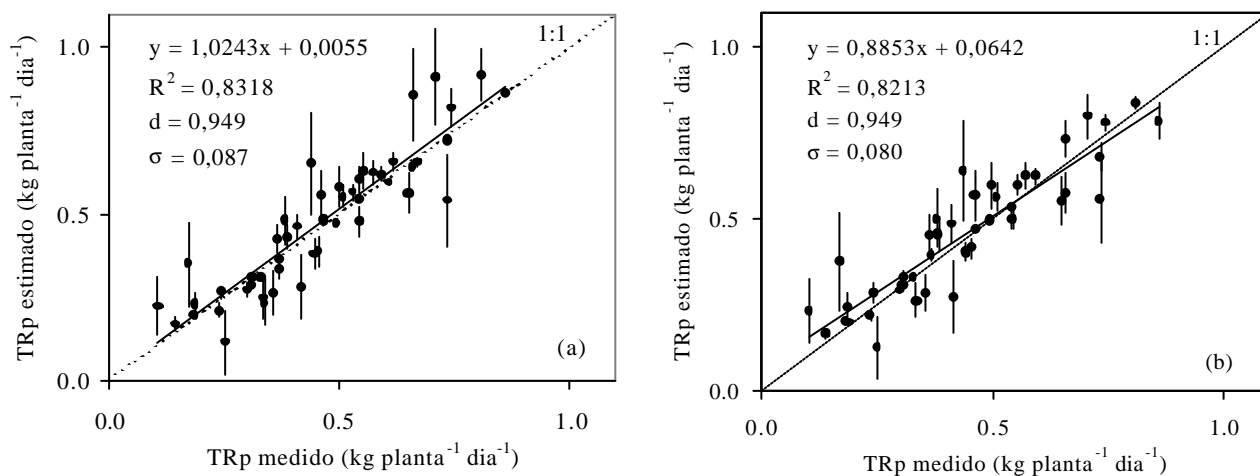 y = 1,0243x + 0,0055
R² = 0,8318
d = 0,949
σ = 0,087
1:1
TRp estimado (kg planta⁻¹ dia⁻¹)
1.0
0.5
0.0
(a)
0.0 0.5 1.0
TRp medido (kg planta⁻¹ dia⁻¹)
y = 0,8853x + 0,0642
R² = 0,8213
d = 0,949
σ = 0,080
1:1
TRp estimado (kg planta⁻¹ dia⁻¹)
1.0
0.5
0.0
(b)
0.0 0.5 1.0
TRp medido (kg planta⁻¹ dia⁻¹)